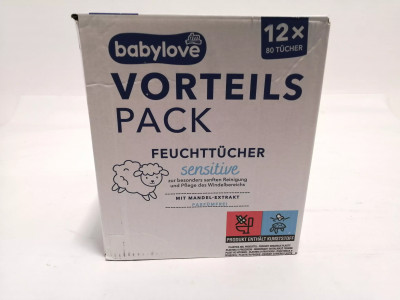 babylove
12x
80 TÜCHER
VORTEILS
PACK
FEUCHTTÜCHER
sensitive
zur besonders sanften Reinigung
und Pflege des Windelbereichs
MIT MANDEL-EXTRAKT
PARFÜMFREI
PRODUKT ENTHÄLT KUNSTSTOFF